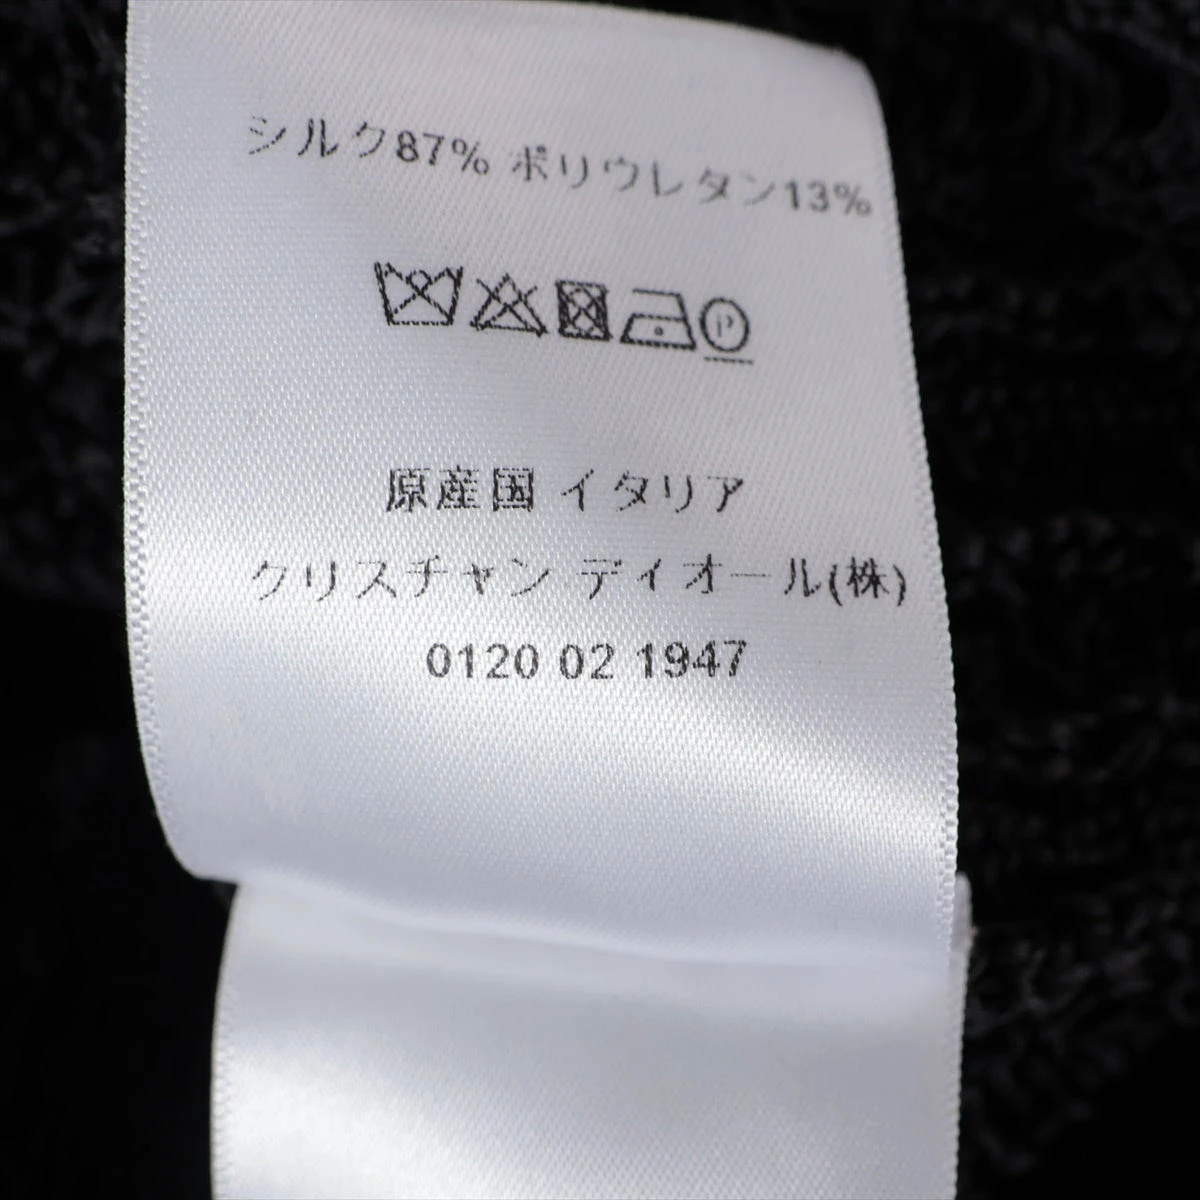 シルク87% ポリウレタン13%
P
原産国 イタリア
クリスチャン ディオール(株)
0120 02 1947